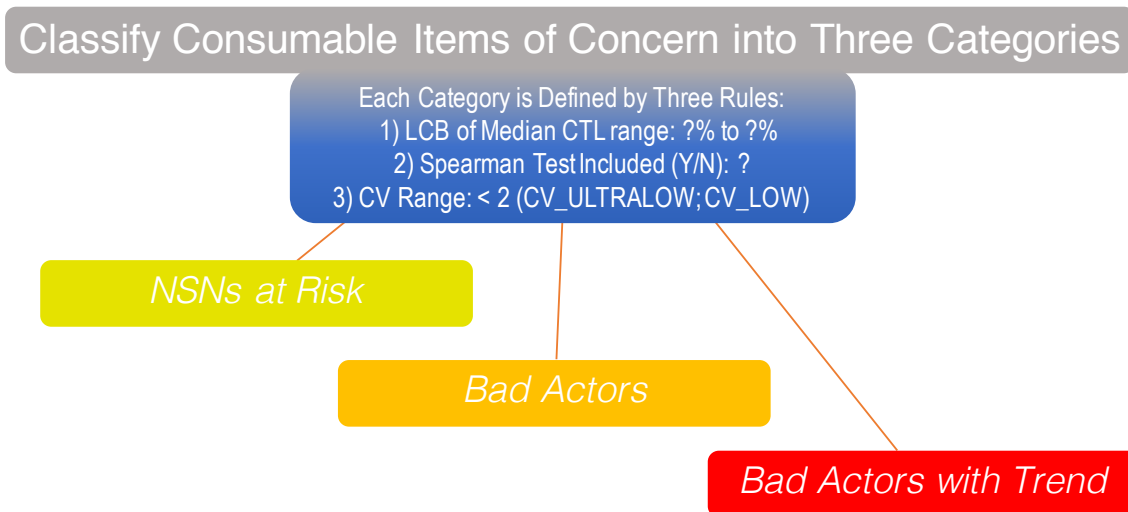 Classify Consumable Items of Concern into Three Categories
Each Category is Defined by Three Rules:
1) LCB of Median CTL range: ?% to ?%
2) Spearman Test Included (Y/N): ?
3) CV Range: < 2 (CV_ULTRALOW; CV_LOW)
NSNs at Risk
Bad Actors
Bad Actors with Trend